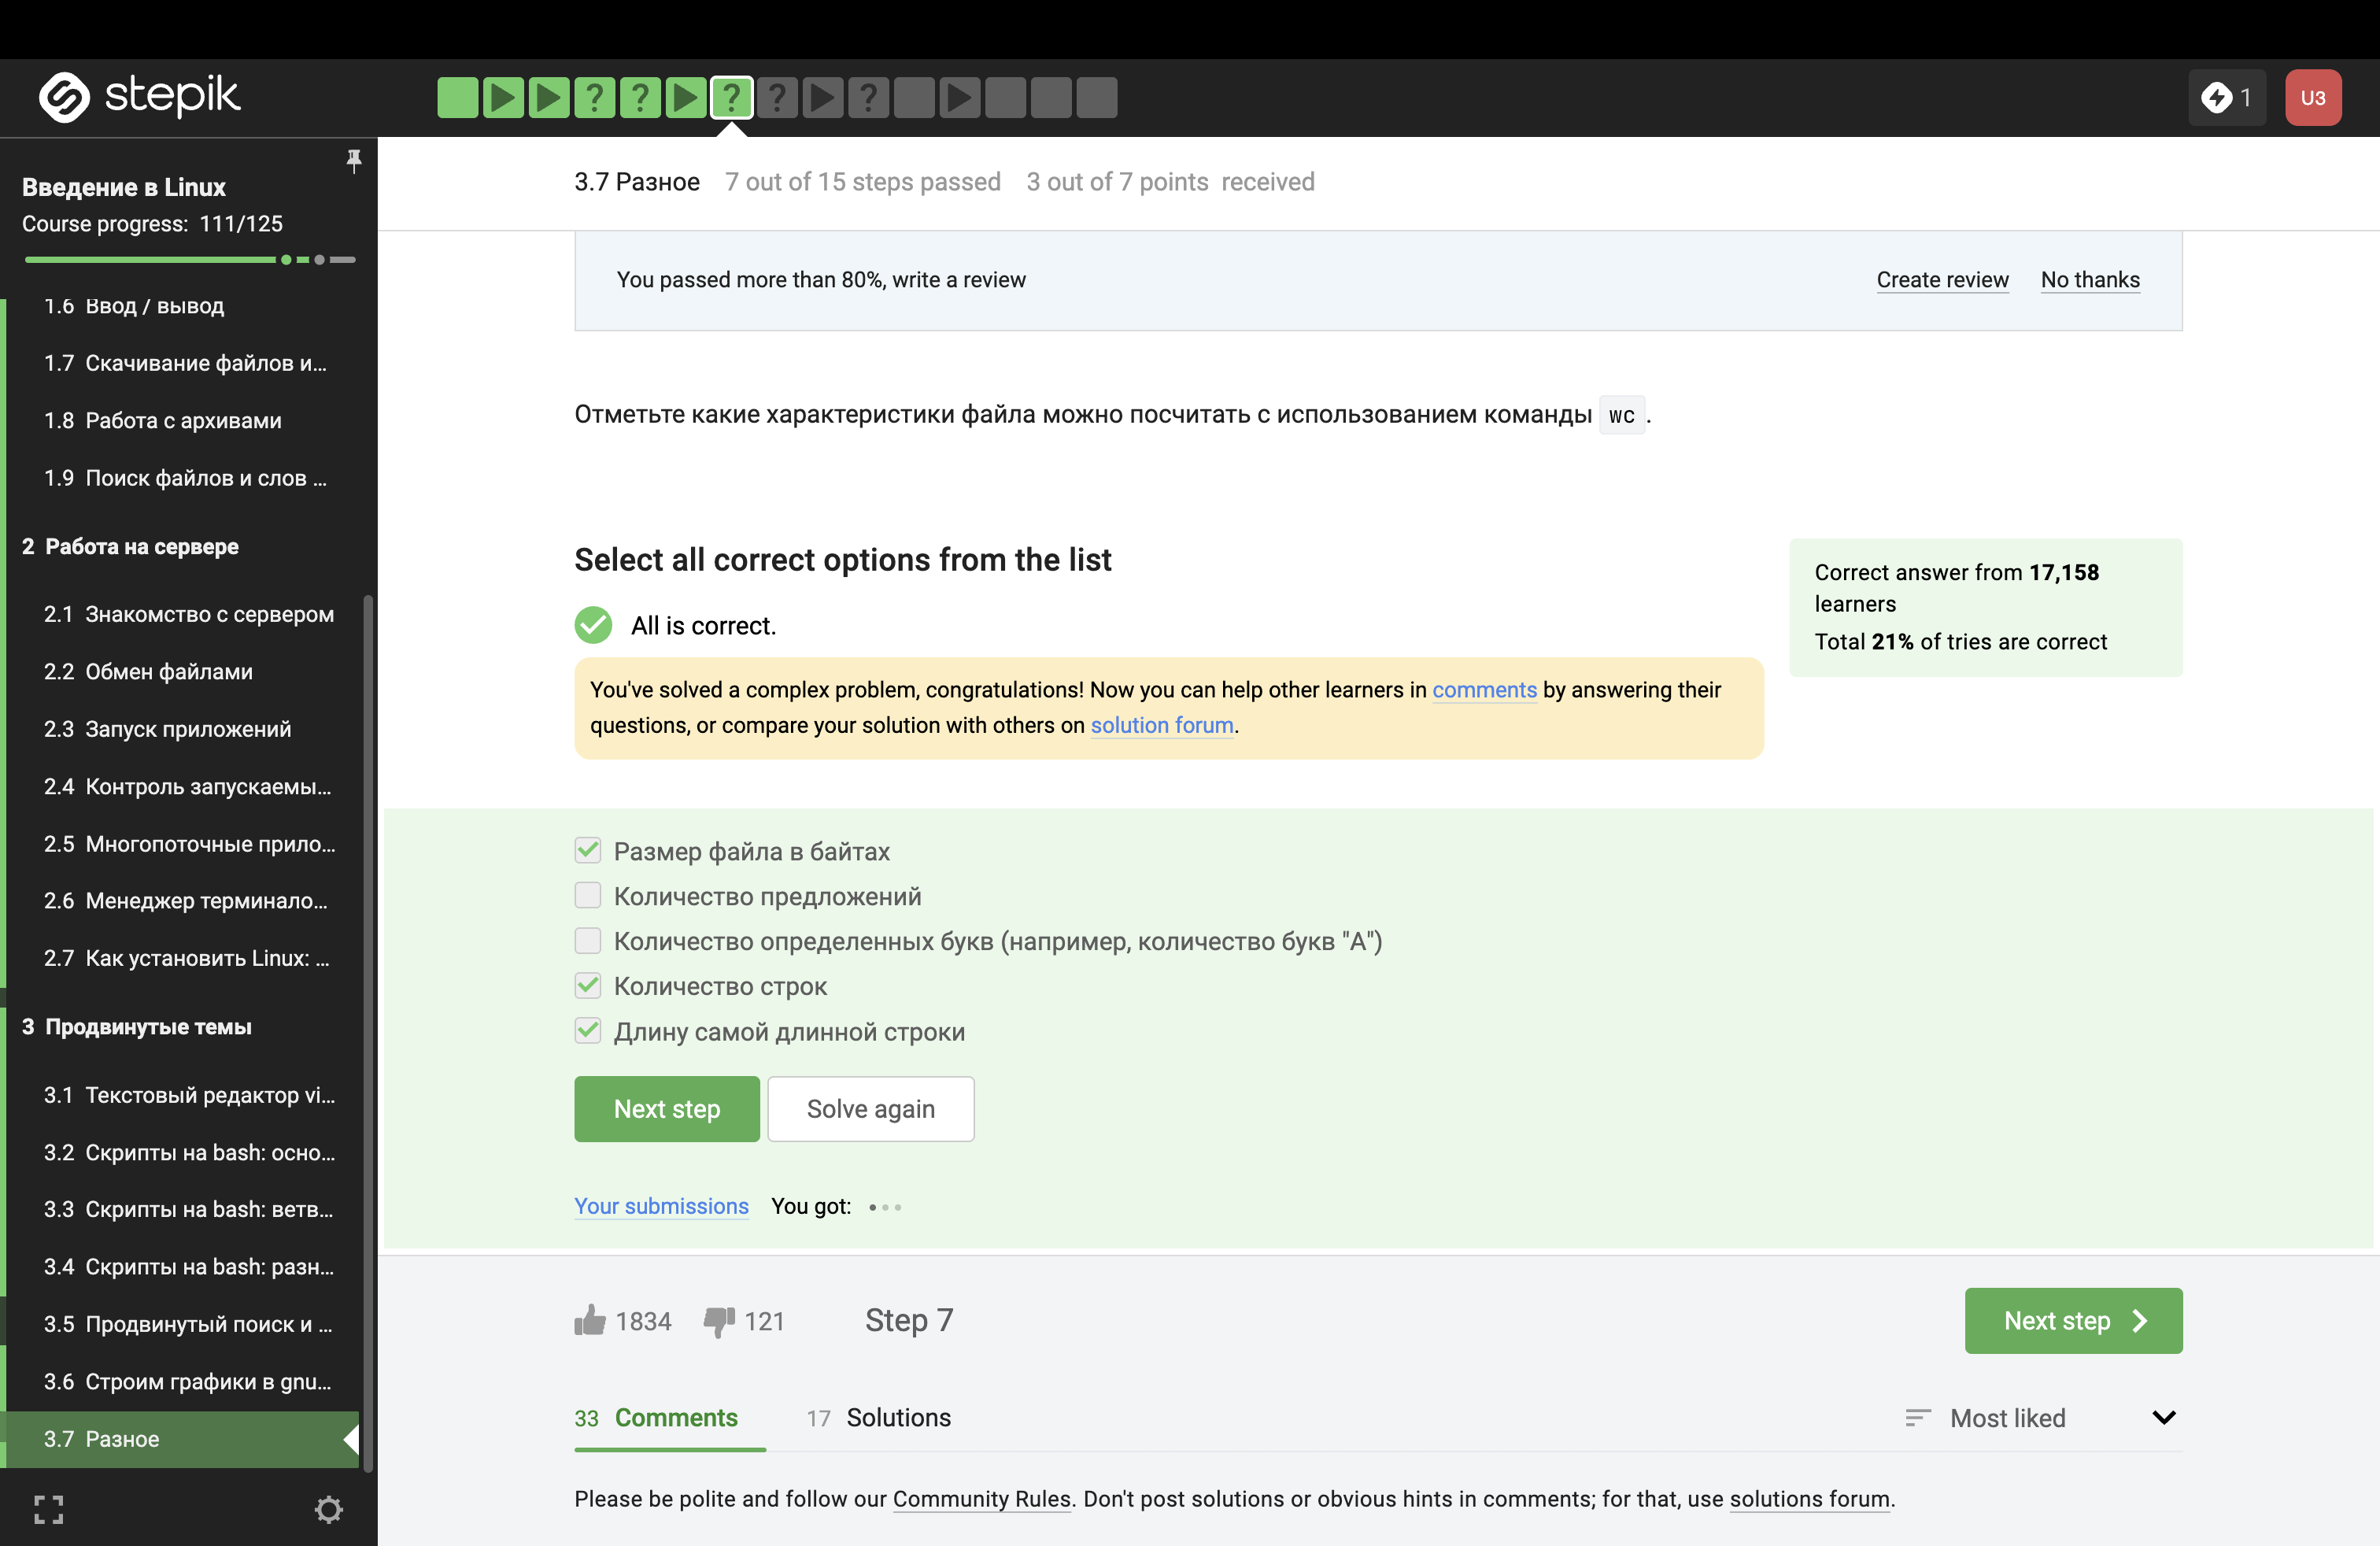 stepik
?
?
?
?
?
1
U3
Введение в Linux
Course progress: 111/125
1.6 Ввод / вывод
1.7 Скачивание файлов и...
1.8 Работа с архивами
1.9 Поиск файлов и слов ...
2 Работа на сервере
2.1 Знакомство с сервером
2.2 Обмен файлами
2.3 Запуск приложений
2.4 Контроль запускаемы...
2.5 Многопоточные прило...
2.6 Менеджер терминало...
2.7 Как установить Linux: ...
3 Продвинутые темы
3.1 Текстовый редактор vi...
3.2 Скрипты на bash: осно...
3.3 Скрипты на bash: ветв...
3.4 Скрипты на bash: разн...
3.5 Продвинутый поиск и ...
3.6 Строим графики в gnu...
3.7 Разное
3.7 Разное 7 out of 15 steps passed 3 out of 7 points received
You passed more than 80%, write a review Create review No thanks
Отметьте какие характеристики файла можно посчитать с использованием команды wc .
Select all correct options from the list
All is correct.
You've solved a complex problem, congratulations! Now you can help other learners in comments by answering their
questions, or compare your solution with others on solution forum.
Correct answer from 17,158
learners
Total 21% of tries are correct
Размер файла в байтах
Количество предложений
Количество определенных букв (например, количество букв "А")
Количество строк
Длину самой длинной строки
Next step Solve again
Your submissions You got:
1834 121 Step 7 Next step
33 Comments 17 Solutions Most liked
Please be polite and follow our Community Rules. Don't post solutions or obvious hints in comments; for that, use solutions forum.